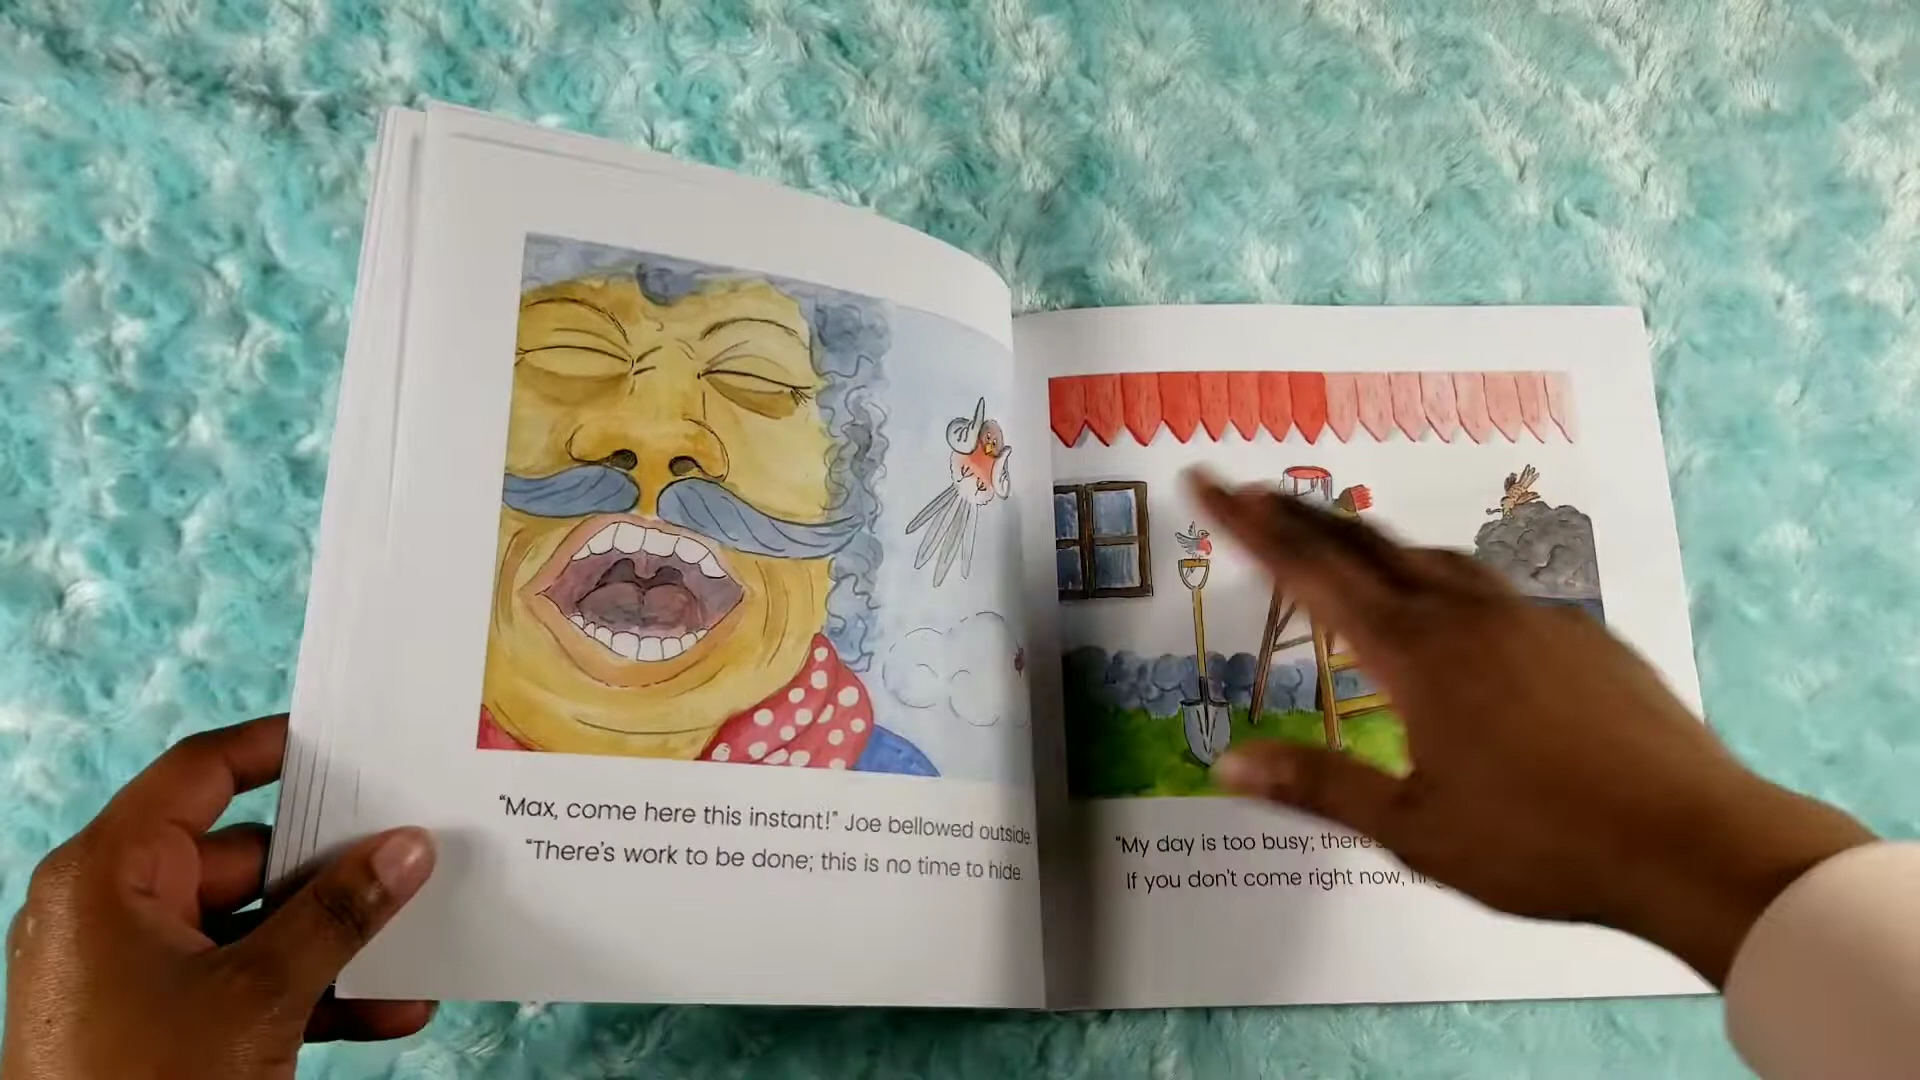 "Max, come here this instant!" Joe bellowed outside.
"There's work to be done; this is no time to hide.
"My day is too busy; there's
If you don't come right now,